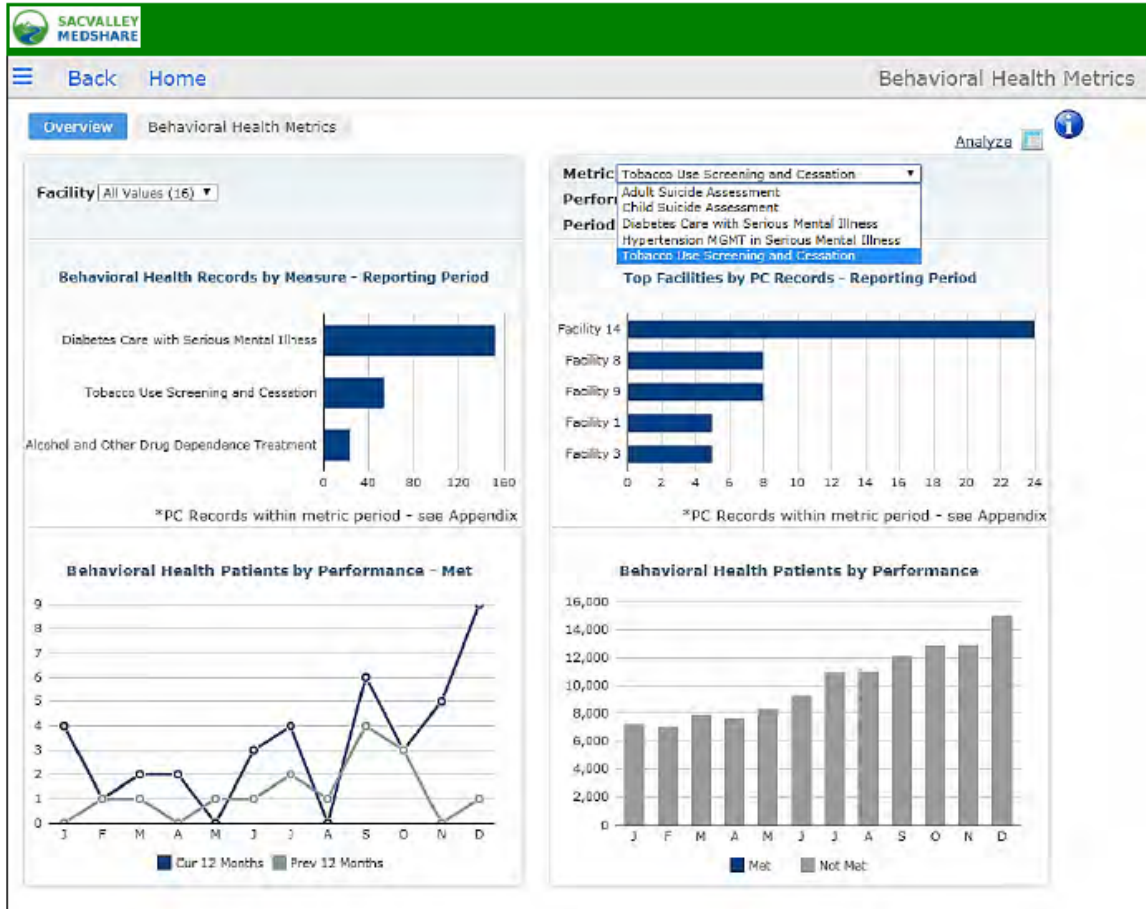 SACVALLEY
MEDSHARE
Back Home Behavioral Health Metrics
Overview Behavioral Health Metrics
Analyze
Facility All Values (16)
Metric Tobacco Use Screening and Cessation
Adult Suicide Assessment
Child Suicide Assessment
Period Diabetes Care with Serious Mental Illness
Hypertension MGMT in Serious Mental Illness
Tobacco Use Screening and Cessation
Behavioral Health Records by Measure - Reporting Period
Diabetes Care with Serious Mental Illness
Tobacco Use Screening and Cessation
Alcohol and Other Drug Dependence Treatment
0 40 80 120 160
*PC Records within metric period - see Appendix
Top Facilities by PC Records - Reporting Period
Facility 14
Facility 8
Facility 9
Facility 1
Facility 3
0 2 4 6 8 10 12 14 16 18 20 22 24
*PC Records within metric period - see Appendix
Behavioral Health Patients by Performance - Met
9
8
7
6
5
4
3
2
1
0
J F M A M J J A S O N D
Cur 12 Months Prev 12 Months
Behavioral Health Patients by Performance
16,000
14,000
12,000
10,000
8,000
6,000
4,000
2,000
0
J F M A M J J A S O N D
Met Not Met